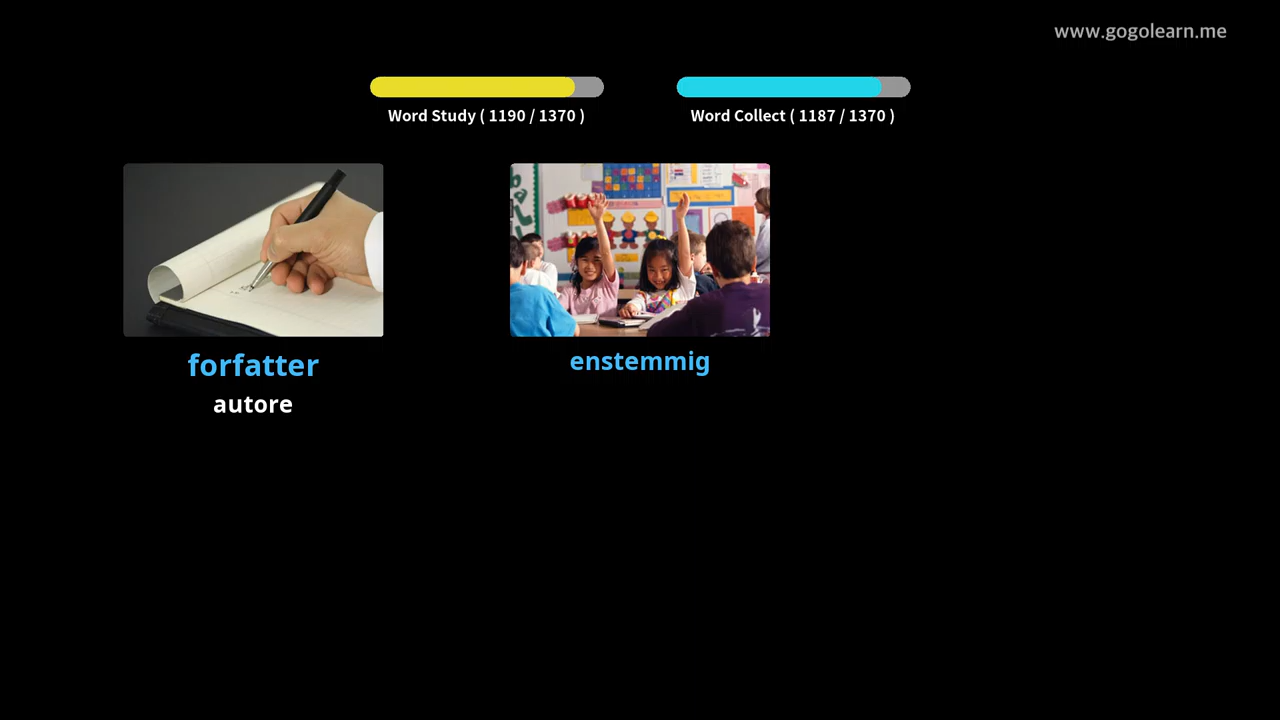 www.gogolearn.me
Word Study ( 1190 / 1370 )
Word Collect ( 1187 / 1370 )
forfatter
autore
enstemmig